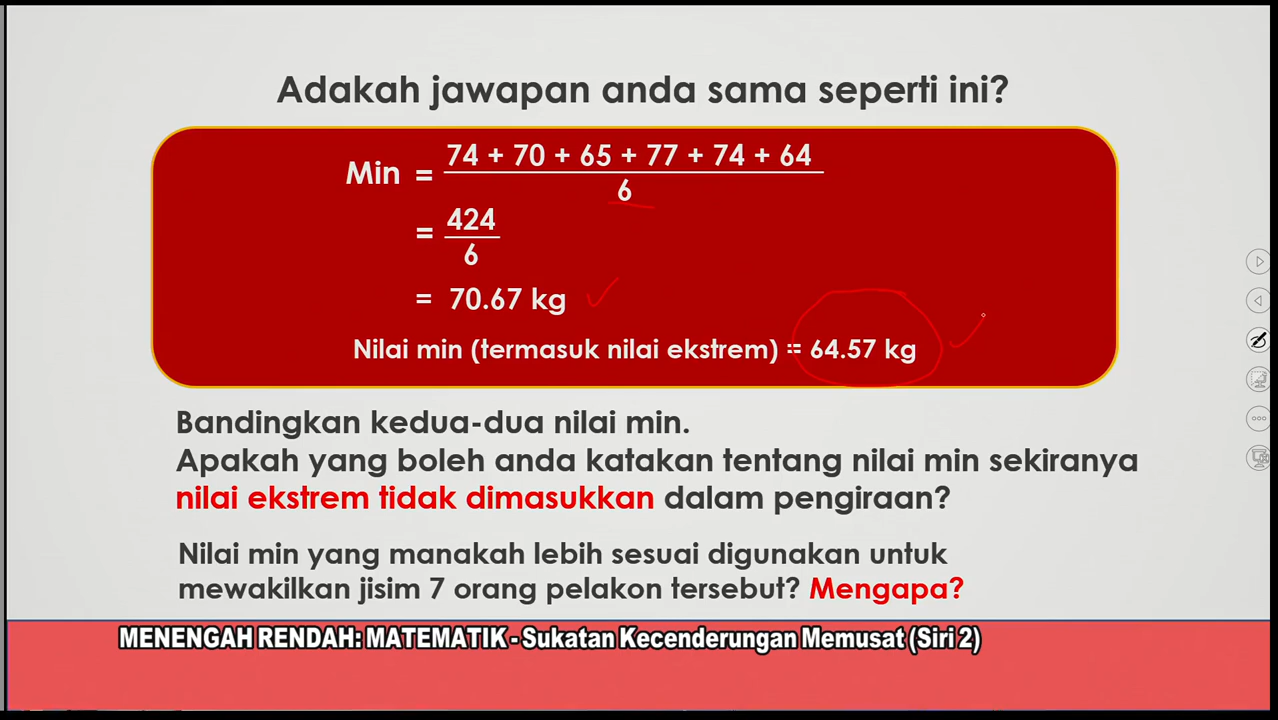 Adakah jawapan anda sama seperti ini?
Min = 74 + 70 + 65 + 77 + 74 + 64
6
= 424
6
= 70.67 kg
Nilai min (termasuk nilai ekstrem) = 64.57 kg
Bandingkan kedua-dua nilai min.
Apakah yang boleh anda katakan tentang nilai min sekiranya
nilai ekstrem tidak dimasukkan dalam pengiraan?
Nilai min yang manakah lebih sesuai digunakan untuk
mewakilkan jisim 7 orang pelakon tersebut? Mengapa?
MENENGAH RENDAH: MATEMATIK - Sukatan Kecenderungan Memusat (Siri 2)